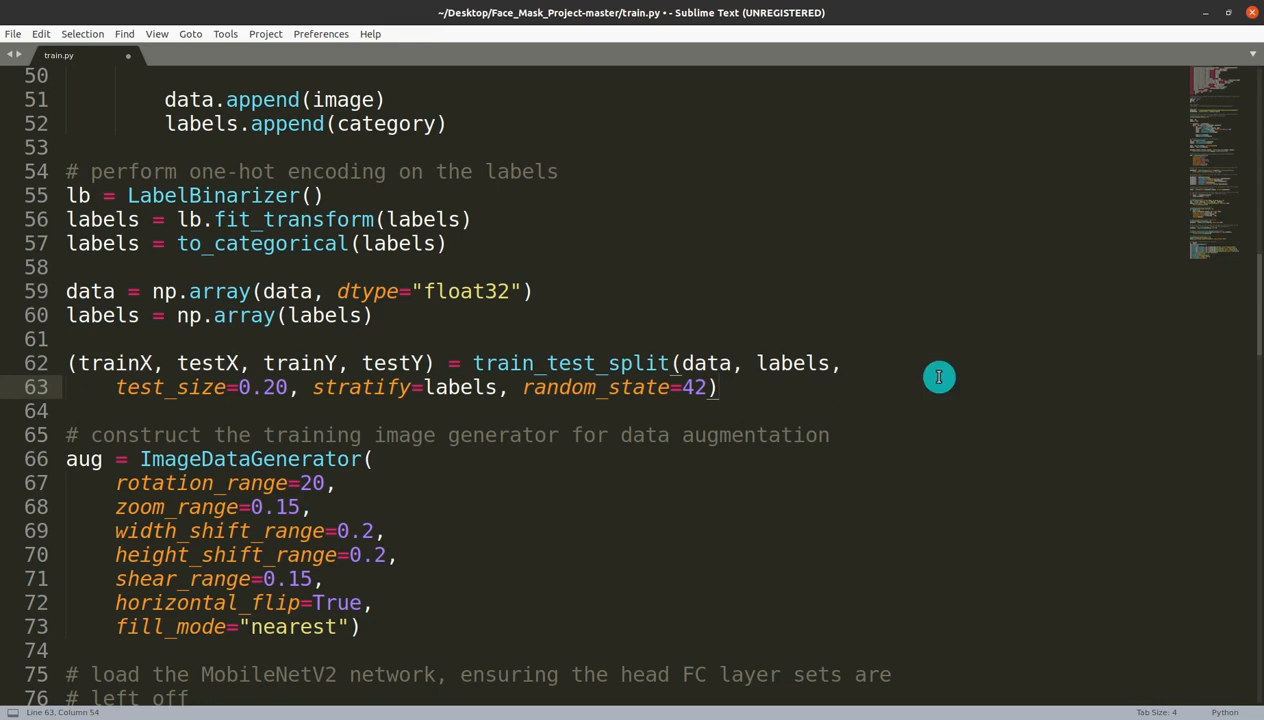 ~/Desktop/Face_Mask_Project-master/train.py • - Sublime Text (UNREGISTERED)
File Edit Selection Find View Goto Tools Project Preferences Help
train.py
50
51 data.append(image)
52 labels.append(category)
53
54 # perform one-hot encoding on the labels
55 lb = LabelBinarizer()
56 labels = lb.fit_transform(labels)
57 labels = to_categorical(labels)
58
59 data = np.array(data, dtype="float32")
60 labels = np.array(labels)
61
62 (trainX, testX, trainY, testY) = train_test_split(data, labels,
63 test_size=0.20, stratify=labels, random_state=42)
64
65 # construct the training image generator for data augmentation
66 aug = ImageDataGenerator(
67 rotation_range=20,
68 zoom_range=0.15,
69 width_shift_range=0.2,
70 height_shift_range=0.2,
71 shear_range=0.15,
72 horizontal_flip=True,
73 fill_mode="nearest")
74
75 # load the MobileNetV2 network, ensuring the head FC layer sets are
76 # left off
Line 63, Column 54 Tab Size: 4 Python